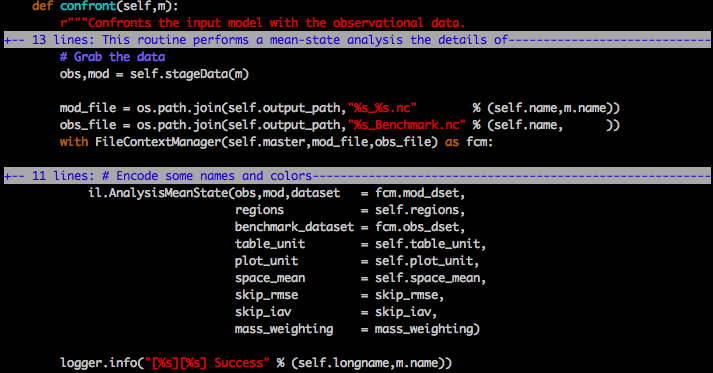 def confront(self,m):
    r"""Confronts the input model with the observational data.
+-- 13 lines: This routine performs a mean-state analysis the details of-----------------------------
    # Grab the data
    obs,mod = self.stageData(m)
    mod_file = os.path.join(self.output_path,"%s_%s.nc"        % (self.name,m.name))
    obs_file = os.path.join(self.output_path,"%s_Benchmark.nc" % (self.name,      ))
    with FileContextManager(self.master,mod_file,obs_file) as fcm:
+-- 11 lines: # Encode some names and colors---------------------------------------------------------
        il.AnalysisMeanState(obs,mod,dataset   = fcm.mod_dset,
                             regions           = self.regions,
                             benchmark_dataset = fcm.obs_dset,
                             table_unit        = self.table_unit,
                             plot_unit         = self.plot_unit,
                             space_mean        = self.space_mean,
                             skip_rmse         = skip_rmse,
                             skip_iav          = skip_iav,
                             mass_weighting    = mass_weighting)
    logger.info("[%s][%s] Success" % (self.longname,m.name))